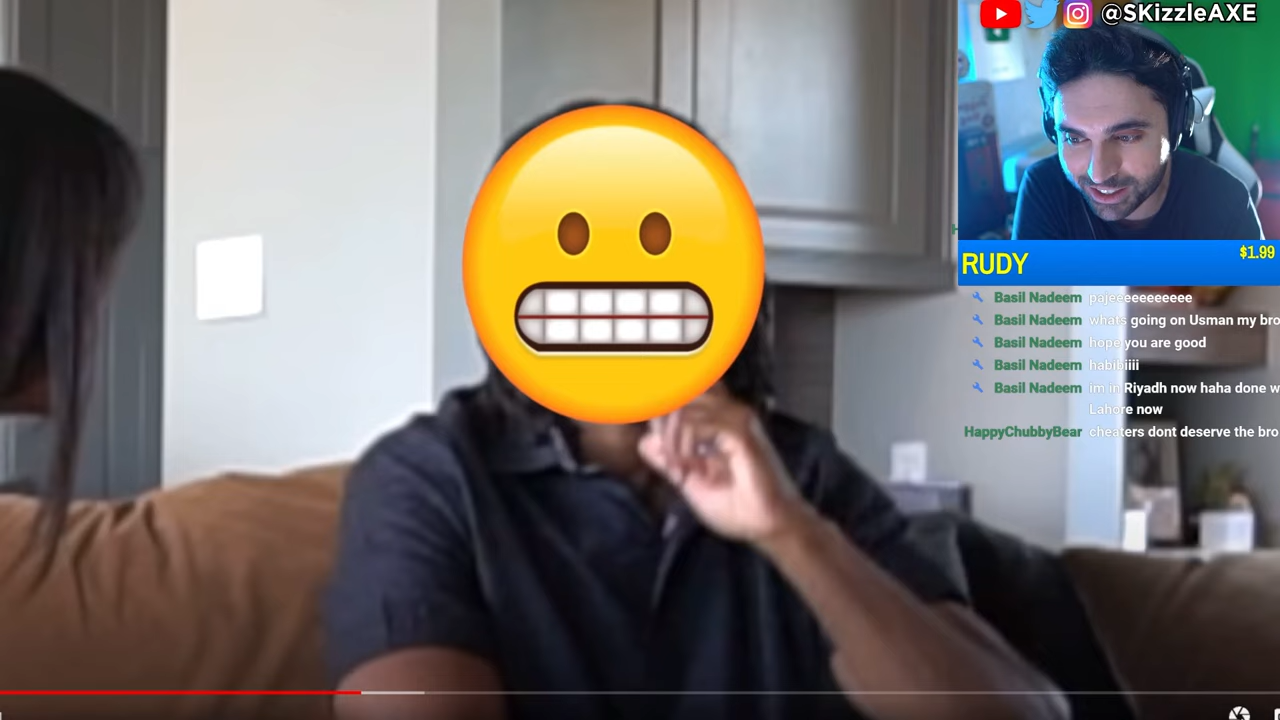 @SKizzleAXE
RUDY
$1.99
Basil Nadeem pajeeeeeeeeeee
Basil Nadeem whats going on Usman my bro
Basil Nadeem hope you are good
Basil Nadeem habibiiii
Basil Nadeem im in Riyadh now haha done w
Lahore now
HappyChubbyBear cheaters dont deserve the bro